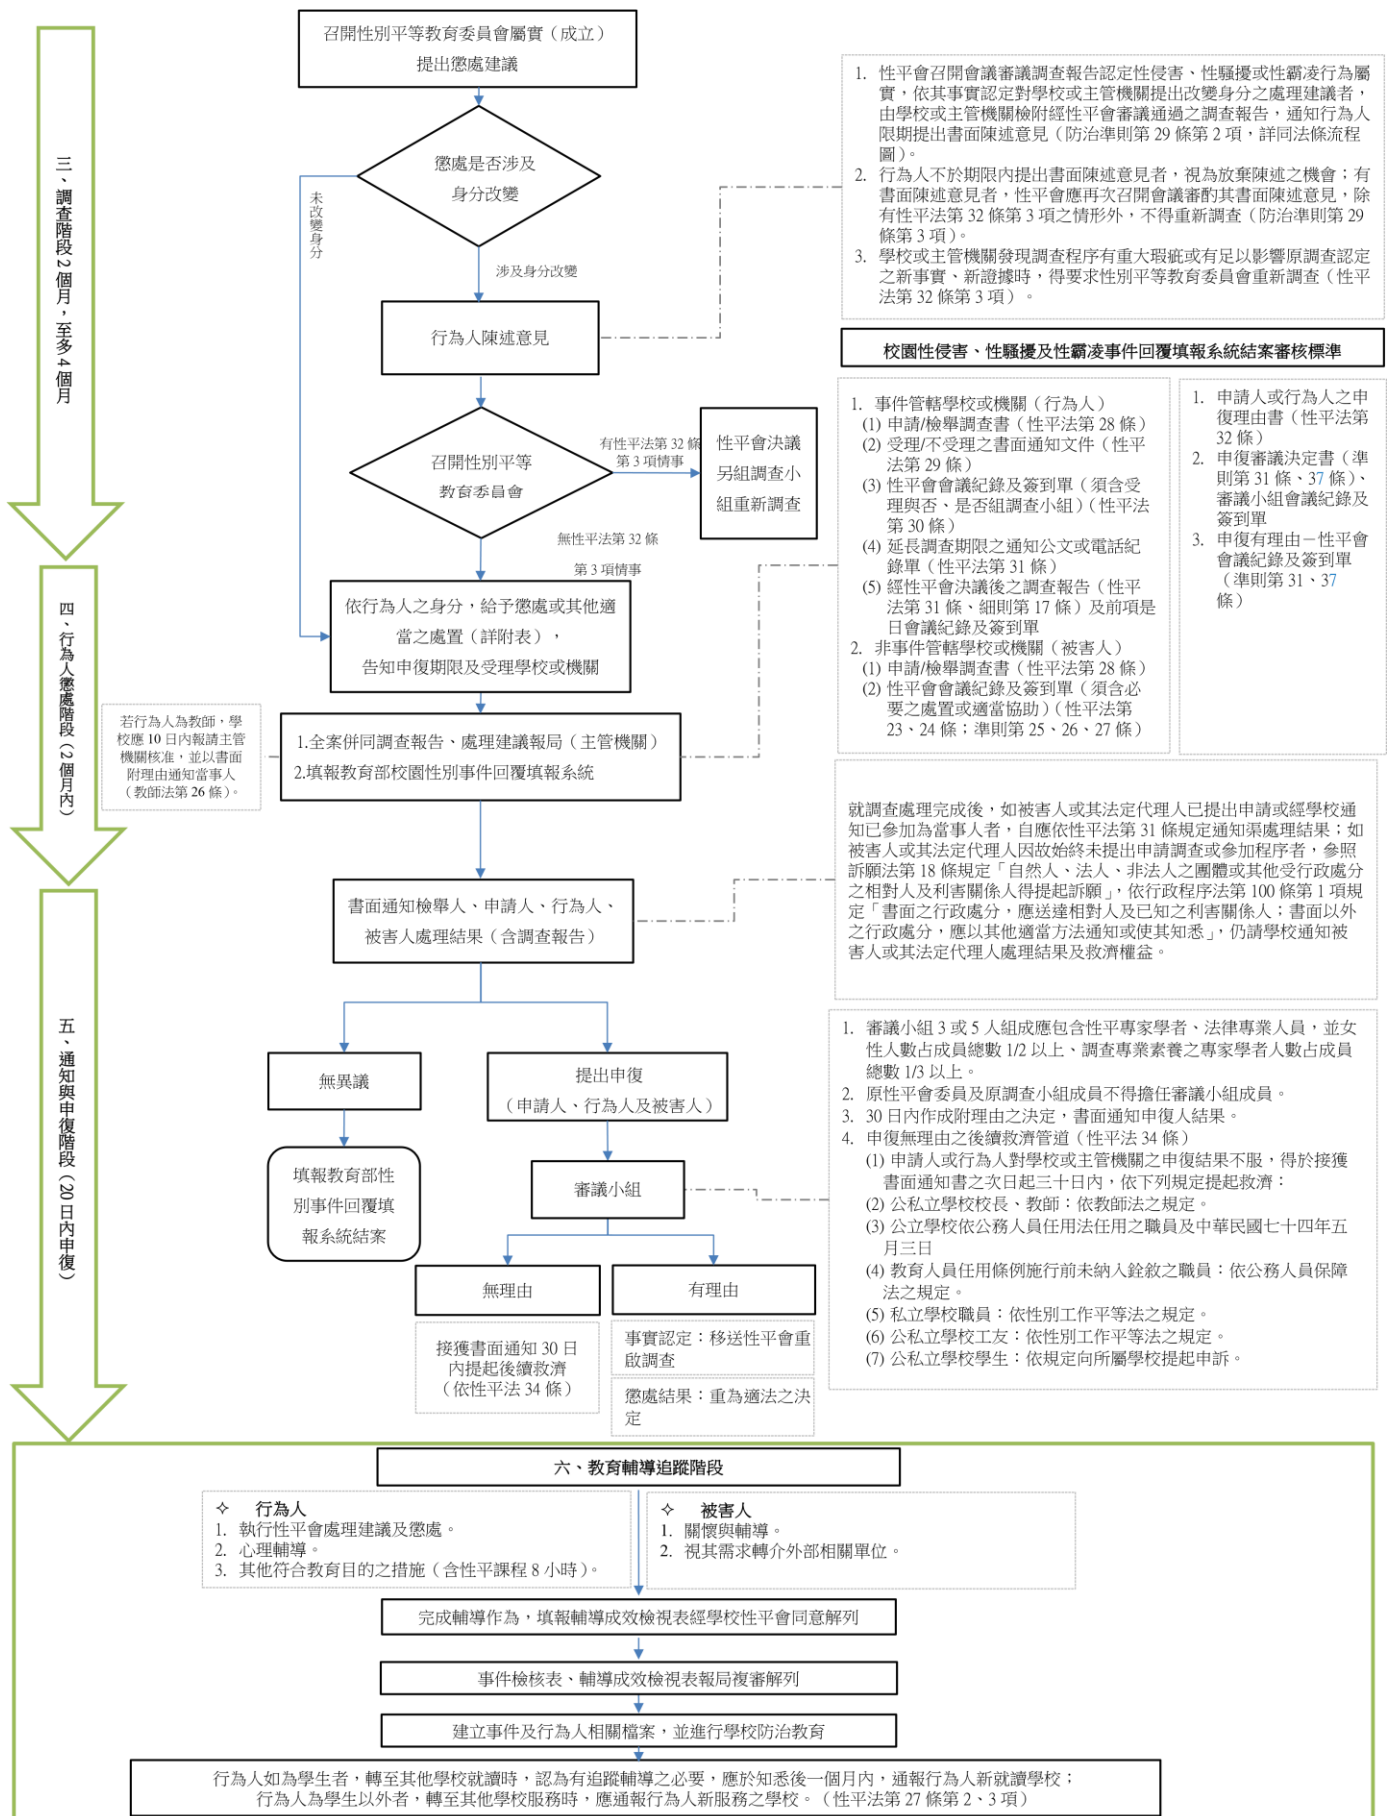 召開性別平等教育委員會屬實（成立）
提出懲處建議
懲處是否涉及
身分改變
未改變身分
涉及身分改變
行為人陳述意見
召開性別平等
教育委員會
有性平法第 32 條
第 3 項情事
性平會決議
另組調查小
組重新調查
無性平法第 32 條
第 3 項情事
三、調查階段 2 個月，至多 4 個月
1. 性平會召開會議審議調查報告認定性侵害、性騷擾或性霸凌行為屬
實，依其事實認定對學校或主管機關提出改變身分之處理建議者，
由學校或主管機關檢附經性平會審議通過之調查報告，通知行為人
限期提出書面陳述意見（防治準則第 29 條第 2 項，詳同法條流程
圖）。
2. 行為人不於期限內提出書面陳述意見者，視為放棄陳述之機會；有
書面陳述意見者，性平會應再次召開會議審酌其書面陳述意見，除
有性平法第 32 條第 3 項之情形外，不得重新調查（防治準則第 29
條第 3 項）。
3. 學校或主管機關發現調查程序有重大瑕疵或有足以影響原調查認定
之新事實、新證據時，得要求性別平等教育委員會重新調查（性平
法第 32 條第 3 項）。
校園性侵害、性騷擾及性霸凌事件回覆填報系統結案審核標準
1. 事件管轄學校或機關（行為人）
(1) 申請/檢舉調查書（性平法第 28 條）
(2) 受理/不受理之書面通知文件（性平
法第 29 條）
(3) 性平會會議紀錄及簽到單（須含受
理與否、是否組調查小組）（性平法
第 30 條）
(4) 延長調查期限之通知公文或電話紀
錄單（性平法第 31 條）
(5) 經性平會決議後之調查報告（性平
法第 31 條、細則第 17 條）及前項是
日會議紀錄及簽到單
2. 非事件管轄學校或機關（被害人）
(1) 申請/檢舉調查書（性平法第 28 條）
(2) 性平會會議紀錄及簽到單（須含必
要之處置或適當協助）（性平法第
23、24 條；準則第 25、26、27 條）
1. 申請人或行為人之申
復理由書（性平法第
32 條）
2. 申復審議決定書（準
則第 31 條、37 條）、
審議小組會議紀錄及
簽到單
3. 申復有理由－性平會
會議紀錄及簽到單
（準則第 31、37
條）
四、行為人懲處階段（2 個月內）
依行為人之身分，給予懲處或其他適
當之處置（詳附表），
告知申復期限及受理學校或機關
若行為人為教師，學
校應 10 日內報請主管
機關核准，並以書面
附理由通知當事人
（教師法第 26 條）。
1.全案併同調查報告、處理建議報局（主管機關）
2.填報教育部校園性別事件回覆填報系統
就調查處理完成後，如被害人或其法定代理人已提出申請或經學校通
知已參加為當事人者，自應依性平法第 31 條規定通知渠處理結果；如
被害人或其法定代理人因故始終未提出申請調查或參加程序者，參照
訴願法第 18 條規定「自然人、法人、非法人之團體或其他受行政處分
之相對人及利害關係人得提起訴願」，依行政程序法第 100 條第 1 項規
定「書面之行政處分，應送達相對人及已知之利害關係人；書面以外
之行政處分，應以其他適當方法通知或使其知悉」，仍請學校通知被
害人或其法定代理人處理結果及救濟權益。
五、通知與申復階段（20 日內申復）
書面通知檢舉人、申請人、行為人、
被害人處理結果（含調查報告）
無異議
提出申復
（申請人、行為人及被害人）
填報教育部性
別事件回覆填
報系統結案
審議小組
無理由
有理由
接獲書面通知 30 日
內提起後續救濟
（依性平法 34 條）
事實認定：移送性平會重
啟調查
懲處結果：重為適法之決
定
1. 審議小組 3 或 5 人組成應包含性平專家學者、法律專業人員，並女
性人數占成員總數 1/2 以上、調查專業素養之專家學者人數占成員
總數 1/3 以上。
2. 原性平會委員及原調查小組成員不得擔任審議小組成員。
3. 30 日內作成附理由之決定，書面通知申復人結果。
4. 申復無理由之後續救濟管道（性平法 34 條）
(1) 申請人或行為人對學校或主管機關之申復結果不服，得於接獲
書面通知書之次日起三十日內，依下列規定提起救濟：
(2) 公私立學校校長、教師：依教師法之規定。
(3) 公立學校依公務人員任用法任用之職員及中華民國七十四年五
月三日
(4) 教育人員任用條例施行前未納入銓敘之職員：依公務人員保障
法之規定。
(5) 私立學校職員：依性別工作平等法之規定。
(6) 公私立學校工友：依性別工作平等法之規定。
(7) 公私立學校學生：依規定向所屬學校提起申訴。
六、教育輔導追蹤階段
✧ 行為人
1. 執行性平會處理建議及懲處。
2. 心理輔導。
3. 其他符合教育目的之措施（含性平課程 8 小時）。
✧ 被害人
1. 關懷與輔導。
2. 視其需求轉介外部相關單位。
完成輔導作為，填報輔導成效檢視表經學校性平會同意解列
事件檢核表、輔導成效檢視表報局複審解列
建立事件及行為人相關檔案，並進行學校防治教育
行為人如為學生者，轉至其他學校就讀時，認為有追蹤輔導之必要，應於知悉後一個月內，通報行為人新就讀學校；
行為人為學生以外者，轉至其他學校服務時，應通報行為人新服務之學校。（性平法第 27 條第 2、3 項）